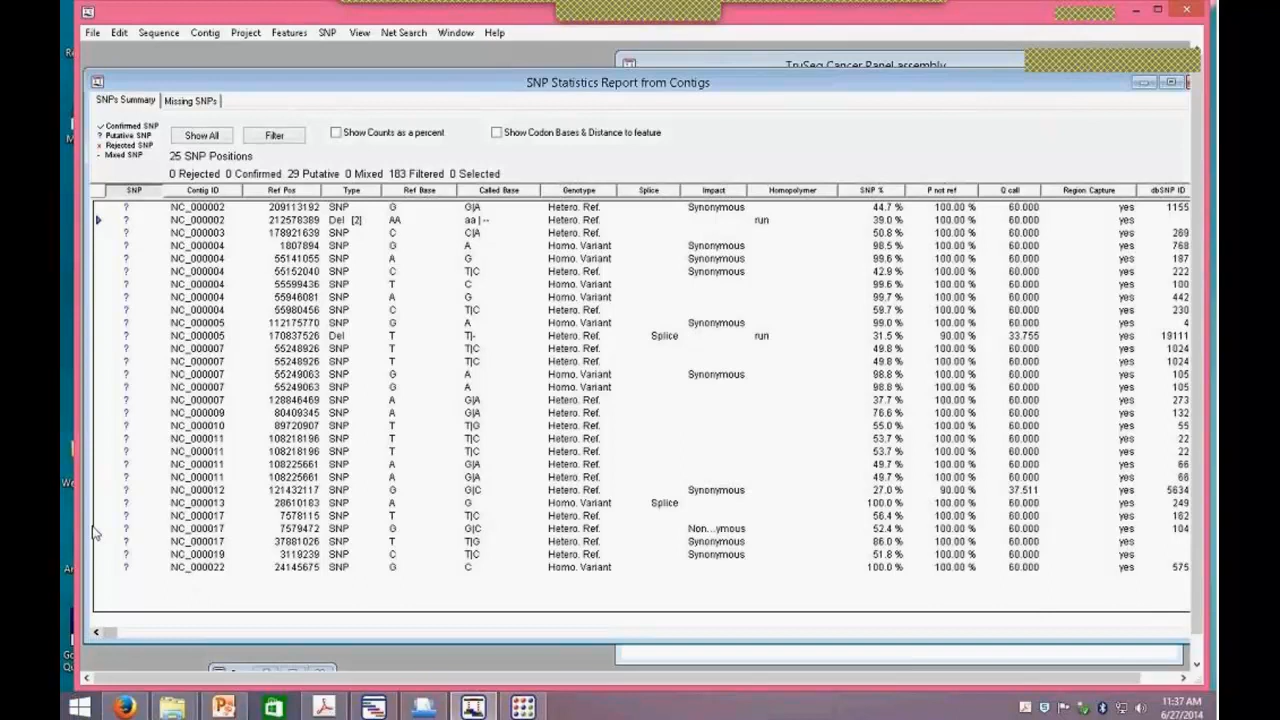 File Edit Sequence Contig Project Features SNP View Net Search Window Help
TruSeq Cancer Panel assembly
SNP Statistics Report from Contigs
SNPs Summary Missing SNPs
✓ Confirmed SNP
? Putative SNP
x Rejected SNP
- Mixed SNP
Show All Filter Show Counts as a percent Show Codon Bases & Distance to feature
25 SNP Positions
0 Rejected 0 Confirmed 29 Putative 0 Mixed 183 Filtered 0 Selected
SNP Contig ID Ref Pos Type Ref Base Called Base Genotype Splice Impact Homopolymer SNP % P not ref Q call Region Capture dbSNP ID
? NC_000002 209113192 SNP G G|A Hetero. Ref. Synonymous 44.7 % 100.00 % 60.000 yes 1155
? NC_000002 212578389 Del [2] AA aa|-- Hetero. Ref. run 39.0 % 100.00 % 60.000 yes
? NC_000003 178921639 SNP C C|A Hetero. Ref. 50.8 % 100.00 % 60.000 yes 269
? NC_000004 1807894 SNP G A Homo. Variant Synonymous 98.5 % 100.00 % 60.000 yes 768
? NC_000004 55141055 SNP A G Homo. Variant Synonymous 99.6 % 100.00 % 60.000 yes 187
? NC_000004 55152040 SNP C T|C Hetero. Ref. Synonymous 42.9 % 100.00 % 60.000 yes 222
? NC_000004 55599436 SNP T C Homo. Variant 99.6 % 100.00 % 60.000 yes 100
? NC_000004 55946081 SNP A G Homo. Variant 99.7 % 100.00 % 60.000 yes 442
? NC_000004 55980456 SNP C T|C Hetero. Ref. 59.7 % 100.00 % 60.000 yes 230
? NC_000005 112175770 SNP G A Homo. Variant Synonymous 99.0 % 100.00 % 60.000 yes 4
? NC_000005 170837526 Del T T|- Hetero. Ref. Splice run 31.5 % 90.00 % 33.755 yes 19111
? NC_000007 55248926 SNP T T|C Hetero. Ref. 49.8 % 100.00 % 60.000 yes 1024
? NC_000007 55248926 SNP T T|C Hetero. Ref. 49.8 % 100.00 % 60.000 yes 1024
? NC_000007 55249063 SNP G A Homo. Variant Synonymous 98.8 % 100.00 % 60.000 yes 105
? NC_000007 55249063 SNP G A Homo. Variant 98.8 % 100.00 % 60.000 yes 105
? NC_000007 128846469 SNP A G|A Hetero. Ref. 37.7 % 100.00 % 60.000 yes 273
? NC_000009 80409345 SNP A G|A Hetero. Ref. 76.6 % 100.00 % 60.000 yes 132
? NC_000010 89720907 SNP T T|G Hetero. Ref. 55.0 % 100.00 % 60.000 yes 55
? NC_000011 108218196 SNP T T|C Hetero. Ref. 53.7 % 100.00 % 60.000 yes 22
? NC_000011 108218196 SNP T T|C Hetero. Ref. 53.7 % 100.00 % 60.000 yes 22
? NC_000011 108225661 SNP A G|A Hetero. Ref. 49.7 % 100.00 % 60.000 yes 66
? NC_000011 108225661 SNP A G|A Hetero. Ref. 49.7 % 100.00 % 60.000 yes 66
? NC_000012 121432117 SNP G G|C Hetero. Ref. Synonymous 27.0 % 90.00 % 37.511 yes 5634
? NC_000013 28610183 SNP A G Homo. Variant Splice 100.0 % 100.00 % 60.000 yes 249
? NC_000017 7578115 SNP T T|C Hetero. Ref. 56.4 % 100.00 % 60.000 yes 162
? NC_000017 7579472 SNP G G|C Hetero. Ref. Non...ymous 52.4 % 100.00 % 60.000 yes 104
? NC_000017 37881026 SNP T T|G Hetero. Ref. Synonymous 86.0 % 100.00 % 60.000 yes
? NC_000019 3119239 SNP C T|C Hetero. Ref. Synonymous 51.8 % 100.00 % 60.000 yes
? NC_000022 24145675 SNP G C Homo. Variant 100.0 % 100.00 % 60.000 yes 575
11:37 AM
6/27/2014